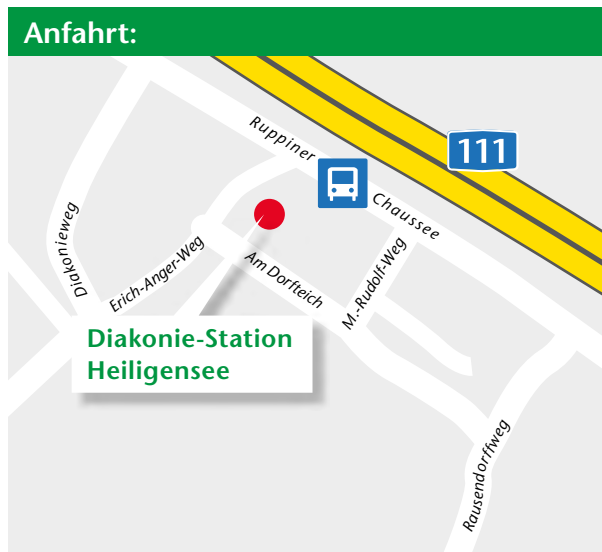 Anfahrt:
Ruppiner Chaussee
111
Diakonieweg
Erich-Anger-Weg
Am Dorfteich
M.-Rudolf-Weg
Diakonie-Station
Heiligensee
Rausendorffweg